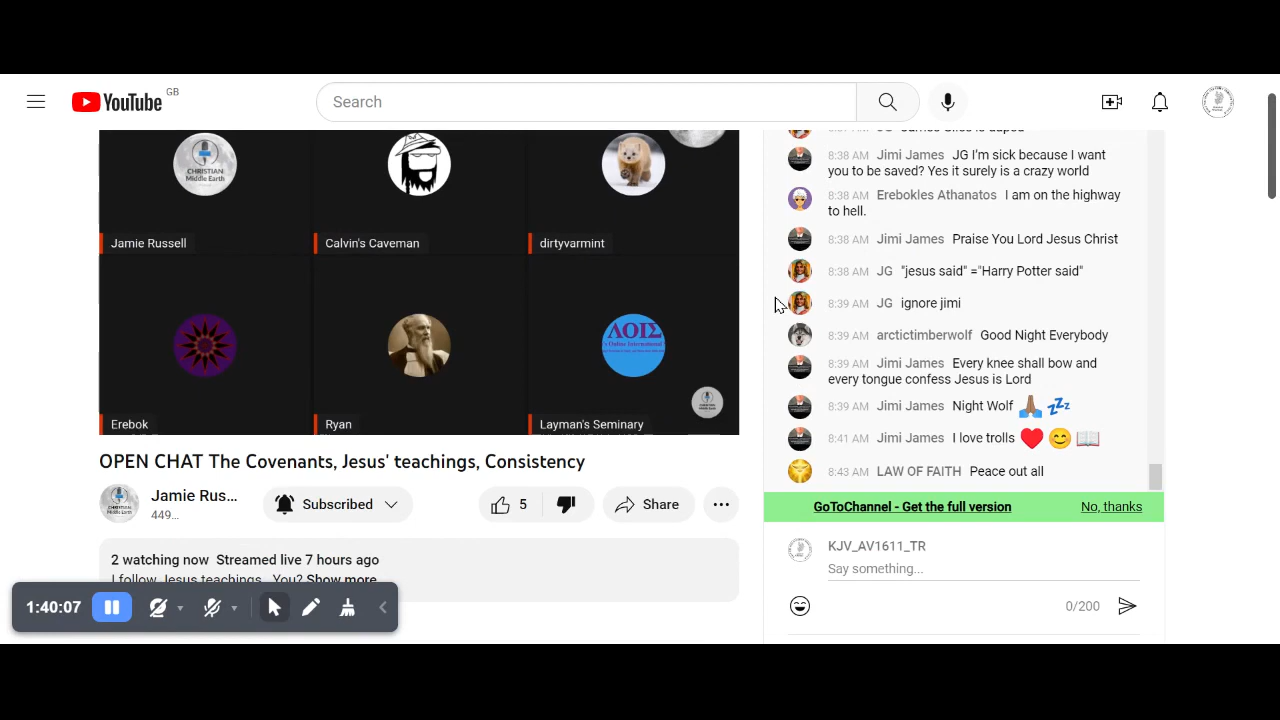 YouTube GB
Search
CHRISTIAN
Middle Earth
Jamie Russell
Calvin's Caveman
dirtyvarmint
ΛΟΙΣ
's Online International
Erebok
Ryan
Layman's Seminary
OPEN CHAT The Covenants, Jesus' teachings, Consistency
Jamie Rus...
449...
Subscribed
5
Share
2 watching now Streamed live 7 hours ago
I follow Jesus teachings. You? Show more
1:40:07
8:38 AM Jimi James JG I'm sick because I want
you to be saved? Yes it surely is a crazy world
8:38 AM Erebokles Athanatos I am on the highway
to hell.
8:38 AM Jimi James Praise You Lord Jesus Christ
8:38 AM JG "jesus said" ="Harry Potter said"
8:39 AM JG ignore jimi
8:39 AM arctictimberwolf Good Night Everybody
8:39 AM Jimi James Every knee shall bow and
every tongue confess Jesus is Lord
8:39 AM Jimi James Night Wolf 🙏🏽 💤
8:41 AM Jimi James I love trolls ❤️ 😊 📖
8:43 AM LAW OF FAITH Peace out all
GoToChannel - Get the full version No, thanks
KJV_AV1611_TR
Say something...
0/200